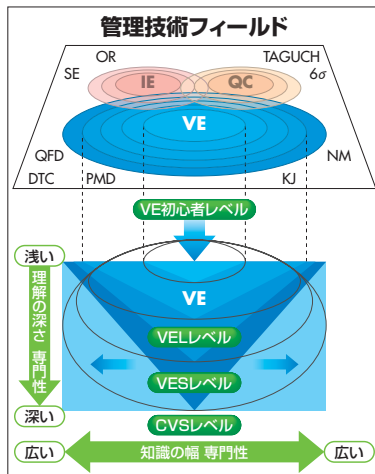 管理技術フィールド
OR
TAGUCH
SE
IE
QC
6σ
VE
QFD
NM
DTC
PMD
KJ
VE初心者レベル
浅い
理解の深さ 専門性
VE
VELレベル
VESレベル
深い
CVSレベル
広い
知識の幅 専門性
広い